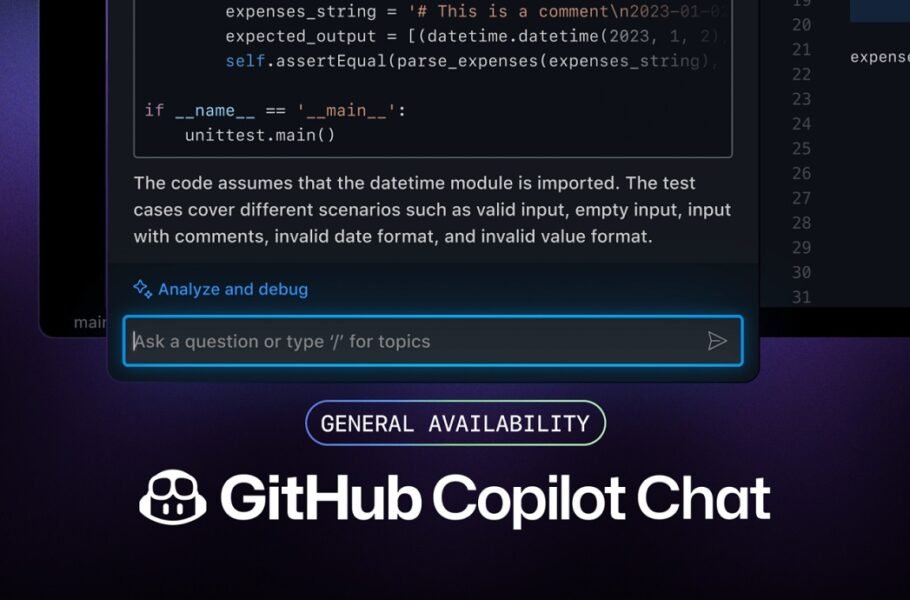 expenses_string = '# This is a comment\n2023-01-02
expected_output = [(datetime.datetime(2023, 1, 2),
self.assertEqual(parse_expenses(expenses_string),
if __name__ == '__main__':
unittest.main()
The code assumes that the datetime module is imported. The test
cases cover different scenarios such as valid input, empty input, input
with comments, invalid date format, and invalid value format.
Analyze and debug
Ask a question or type ‘/’ for topics
main
19
20
21
22
23
24
25
26
27
28
29
30
31
expense
GENERAL AVAILABILITY
GitHub Copilot Chat